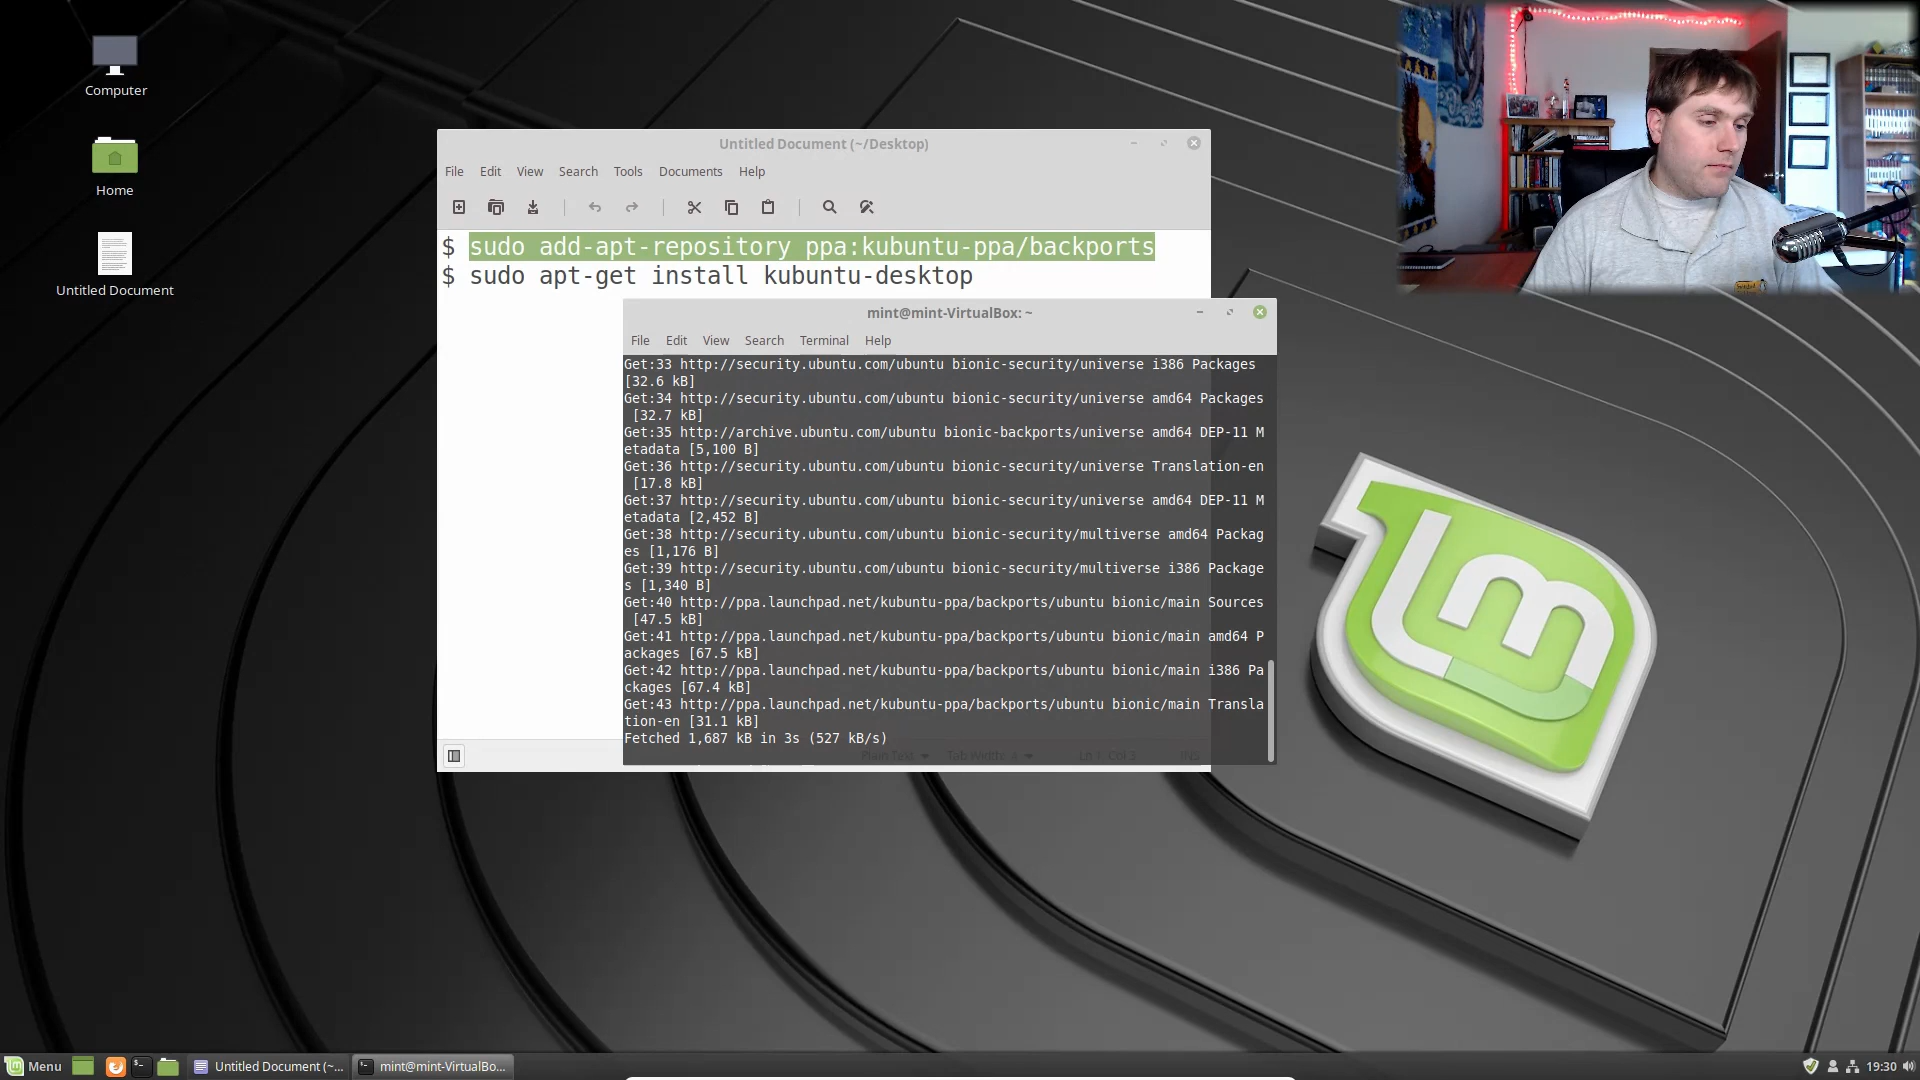 Computer
Home
Untitled Document
Untitled Document (~/Desktop)
File Edit View Search Tools Documents Help
$ sudo add-apt-repository ppa:kubuntu-ppa/backports
$ sudo apt-get install kubuntu-desktop
mint@mint-VirtualBox: ~
File Edit View Search Terminal Help
Get:33 http://security.ubuntu.com/ubuntu bionic-security/universe i386 Packages
[32.6 kB]
Get:34 http://security.ubuntu.com/ubuntu bionic-security/universe amd64 Packages
[32.7 kB]
Get:35 http://archive.ubuntu.com/ubuntu bionic-backports/universe amd64 DEP-11 M
etadata [5,100 B]
Get:36 http://security.ubuntu.com/ubuntu bionic-security/universe Translation-en
[17.8 kB]
Get:37 http://security.ubuntu.com/ubuntu bionic-security/universe amd64 DEP-11 M
etadata [2,452 B]
Get:38 http://security.ubuntu.com/ubuntu bionic-security/multiverse amd64 Packag
es [1,176 B]
Get:39 http://security.ubuntu.com/ubuntu bionic-security/multiverse i386 Package
s [1,340 B]
Get:40 http://ppa.launchpad.net/kubuntu-ppa/backports/ubuntu bionic/main Sources
[47.5 kB]
Get:41 http://ppa.launchpad.net/kubuntu-ppa/backports/ubuntu bionic/main amd64 P
ackages [67.5 kB]
Get:42 http://ppa.launchpad.net/kubuntu-ppa/backports/ubuntu bionic/main i386 Pa
ckages [67.4 kB]
Get:43 http://ppa.launchpad.net/kubuntu-ppa/backports/ubuntu bionic/main Transla
tion-en [31.1 kB]
Fetched 1,687 kB in 3s (527 kB/s)
Plain Text Tab Width: 4 Ln 1, Col 3 INS
Menu
Untitled Document (~...
mint@mint-VirtualBo...
19:30